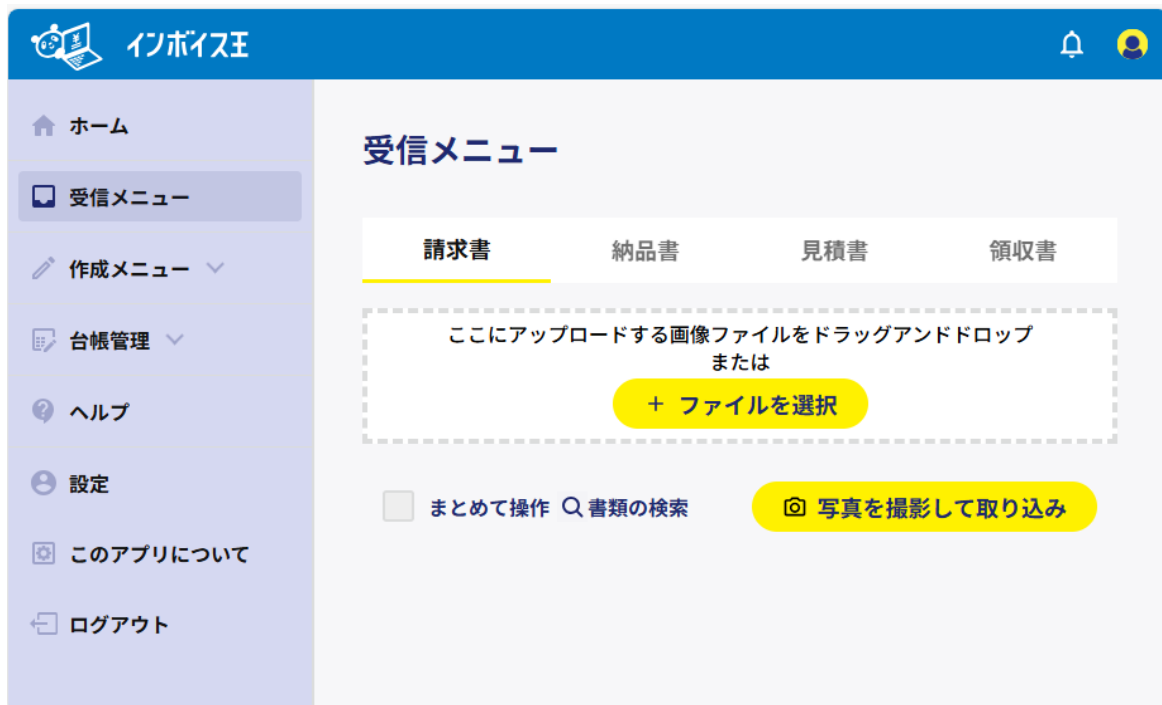 インボイス王
ホーム
受信メニュー
作成メニュー
台帳管理
ヘルプ
設定
このアプリについて
ログアウト
受信メニュー
請求書 納品書 見積書 領収書
ここにアップロードする画像ファイルをドラッグアンドドロップ
または
+ ファイルを選択
まとめて操作 書類の検索 写真を撮影して取り込み